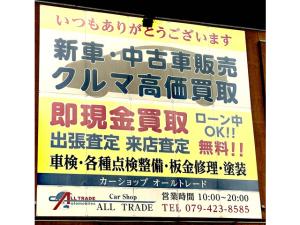 いつもありがとうございます
新車・中古車販売
クルマ高価買取
即現金買取 ローン中OK!!
出張査定 来店査定 無料!!
車検・各種点検整備・板金修理・塗装
カーショップ オールトレード
ALL TRADE Automobiles Car Shop 営業時間 10:00~20:00
ALL TRADE TEL 079-423-8585